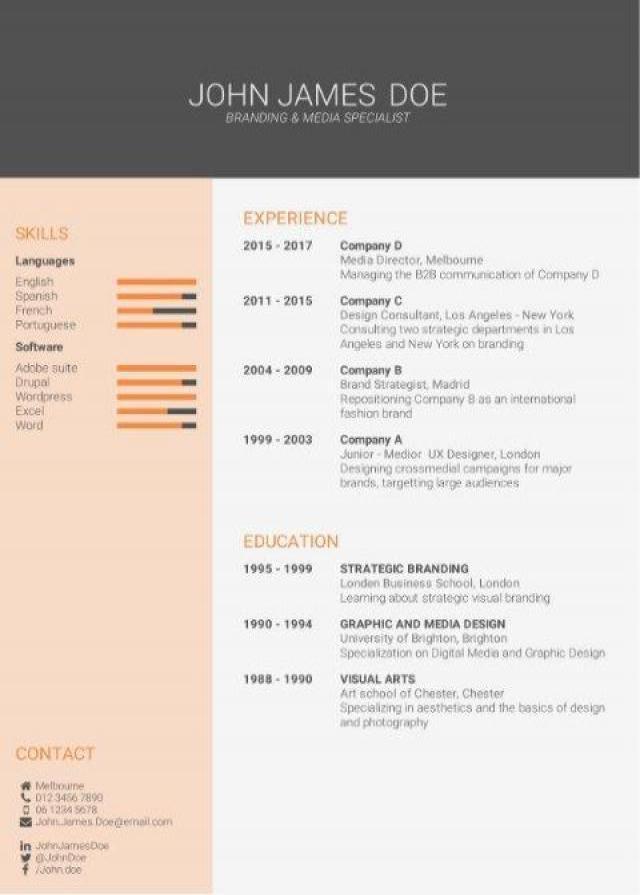 JOHN JAMES DOE
BRANDING & MEDIA SPECIALIST
SKILLS
Languages
English
Spanish
French
Portuguese
Software
Adobe suite
Drupal
Wordpress
Excel
Word
CONTACT
Melbourne
012 3456 7890
06 1234 5678
John.James.Doe@email.com
in JohnJamesDoe
@JohnDoe
f /John.doe
EXPERIENCE
2015 - 2017 Company D
Media Director, Melbourne
Managing the B2B communication of Company D
2011 - 2015 Company C
Design Consultant, Los Angeles - New York
Consulting two strategic departments in Los
Angeles and New York on branding
2004 - 2009 Company B
Brand Strategist, Madrid
Repositioning Company B as an international
fashion brand
1999 - 2003 Company A
Junior - Medior UX Designer, London
Designing crossmedial campaigns for major
brands, targetting large audiences
EDUCATION
1995 - 1999 STRATEGIC BRANDING
Londen Business School, London
Learning about strategic visual branding
1990 - 1994 GRAPHIC AND MEDIA DESIGN
University of Brighton, Brighton
Specialization on Digital Media and Graphic Design
1988 - 1990 VISUAL ARTS
Art school of Chester, Chester
Specializing in aesthetics and the basics of design
and photography